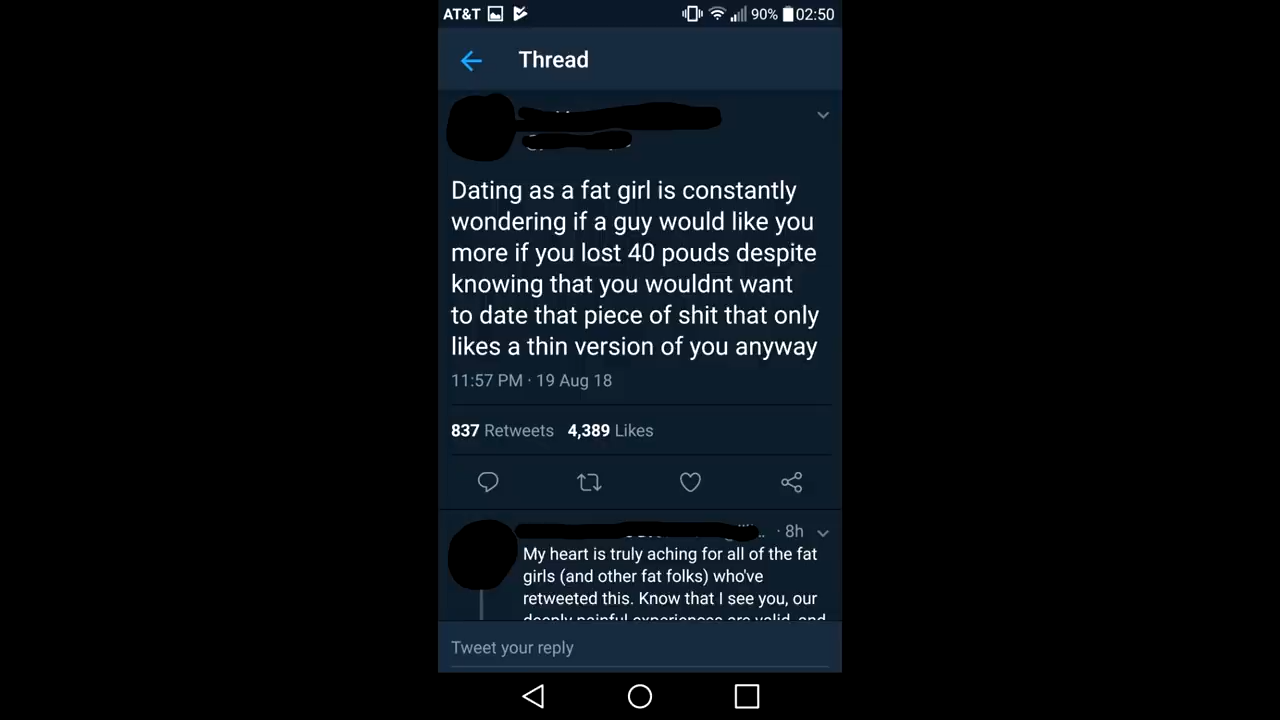 AT&T 90% 02:50
Thread
Dating as a fat girl is constantly
wondering if a guy would like you
more if you lost 40 pouds despite
knowing that you wouldnt want
to date that piece of shit that only
likes a thin version of you anyway
11:57 PM · 19 Aug 18
837 Retweets 4,389 Likes
· 8h
My heart is truly aching for all of the fat
girls (and other fat folks) who've
retweeted this. Know that I see you, our
deeply painful experiences are valid, and
Tweet your reply